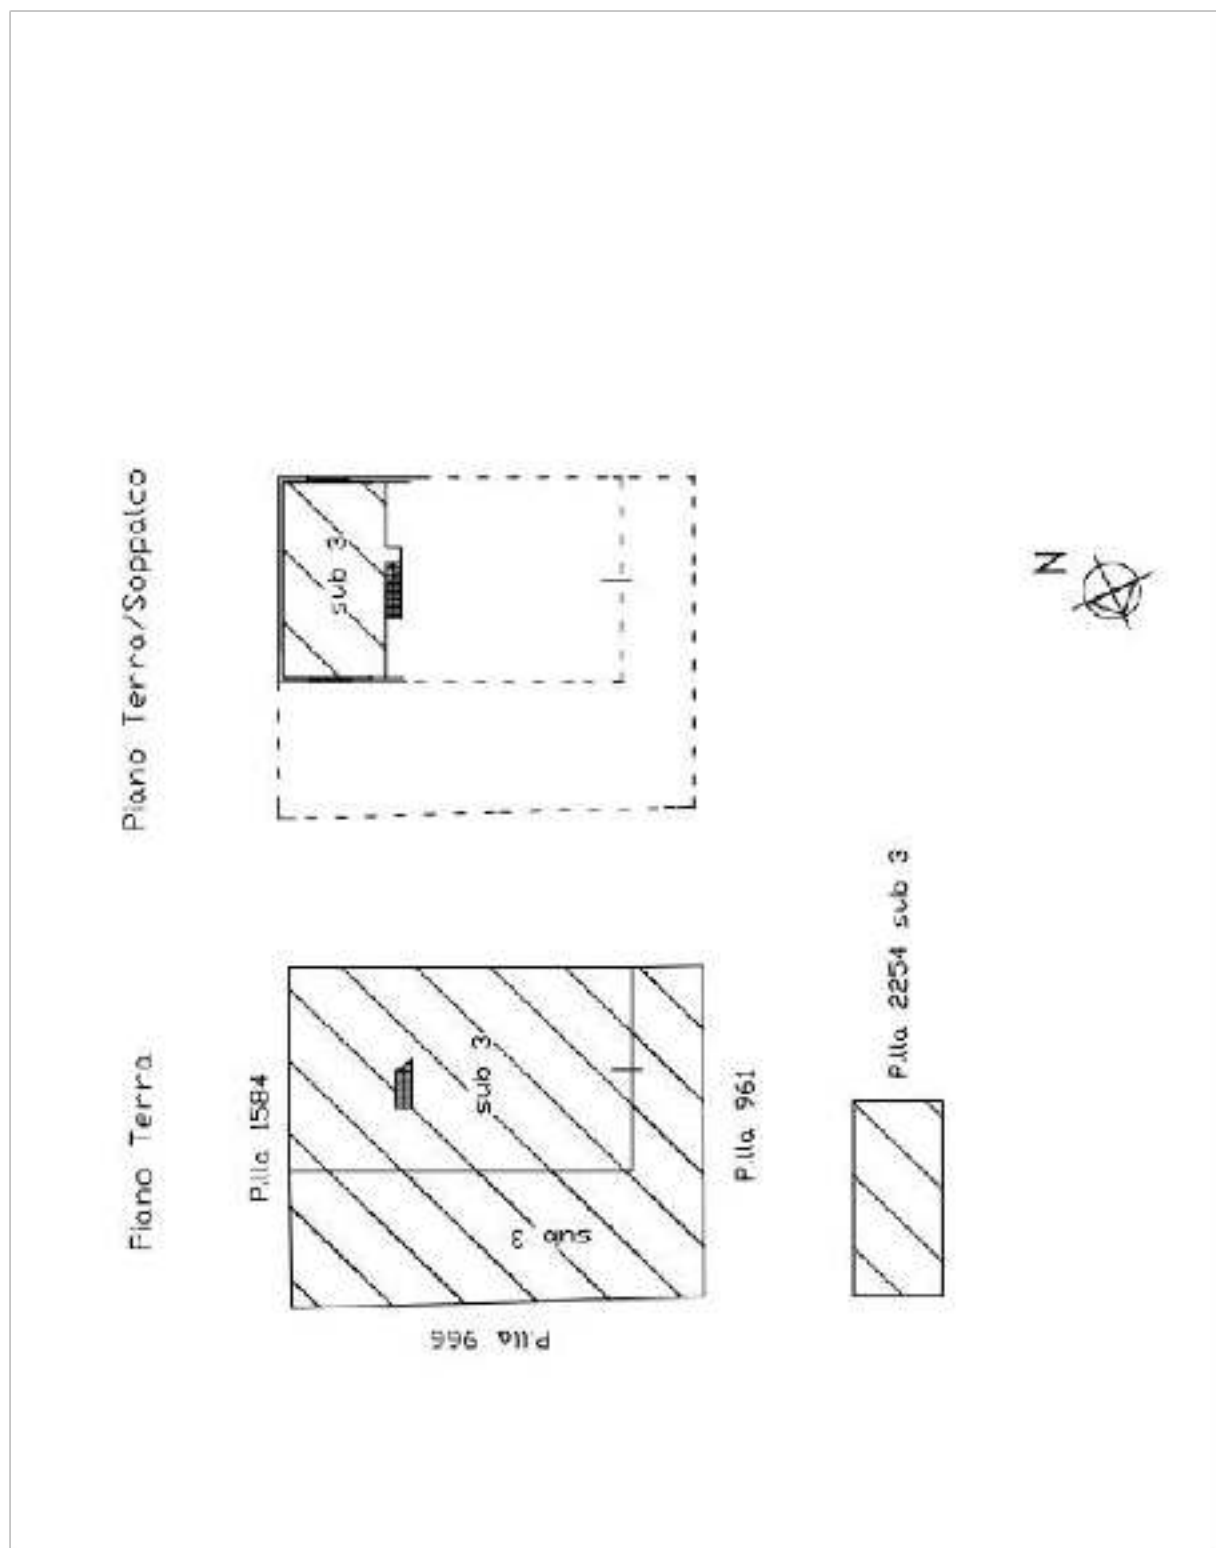 Piano Terra
Piano Terra/Soppalco
P.lla 1584
sub 3
sub 3
sub 3
P.lla 961
P.lla 966
P.lla 2254 sub 3
N